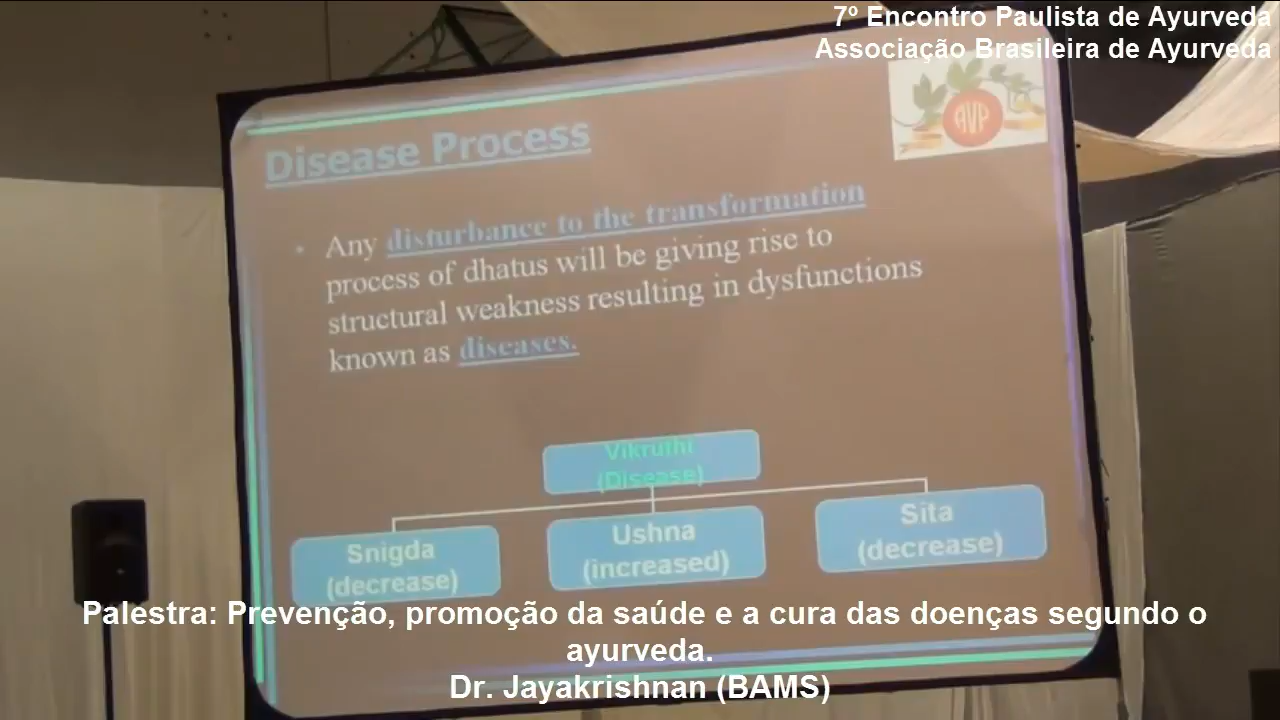 7º Encontro Paulista de Ayurveda
Associação Brasileira de Ayurveda
AVP
Disease Process
• Any disturbance to the transformation
process of dhatus will be giving rise to
structural weakness resulting in dysfunctions
known as diseases.
Vikruthi
(Disease)
Snigda
(decrease)
Ushna
(increased)
Sita
(decrease)
Palestra: Prevenção, promoção da saúde e a cura das doenças segundo o
ayurveda.
Dr. Jayakrishnan (BAMS)